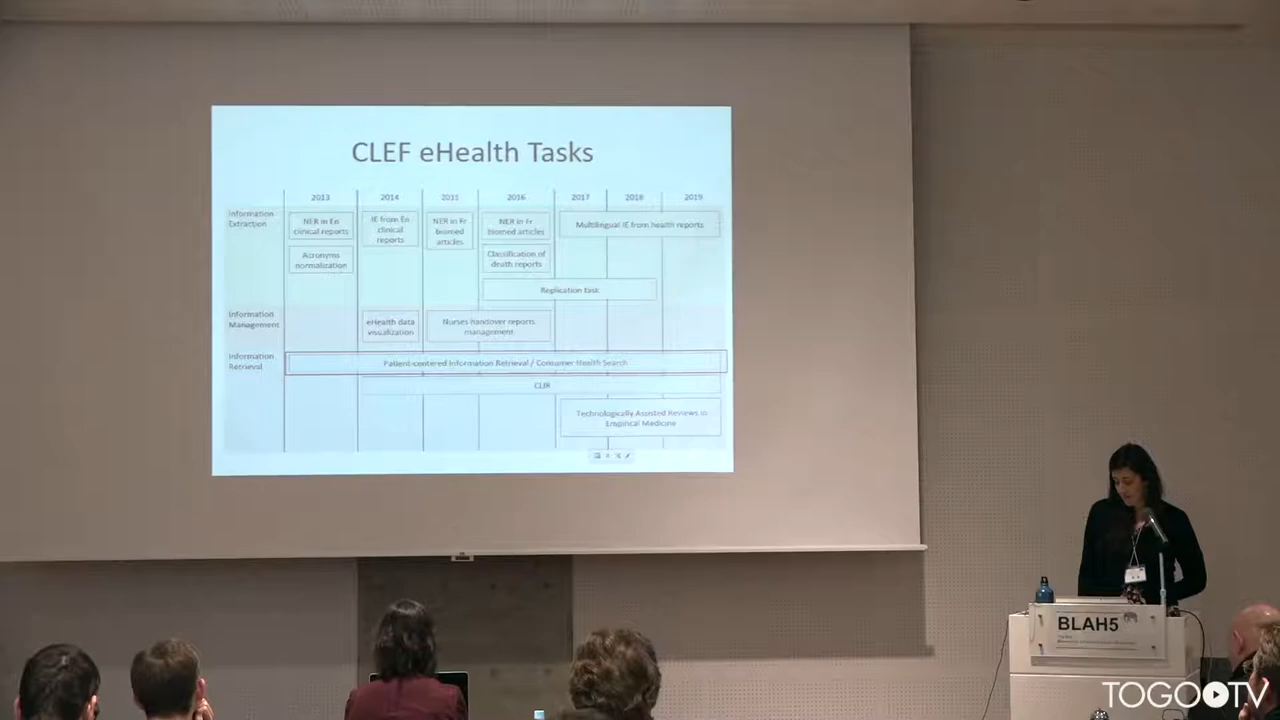 CLEF eHealth Tasks
2013 2014 2015 2016 2017 2018 2019
Information
Extraction
NER in En
clinical reports
IE from En
clinical
reports
NER in Fr
biomed
articles
NER in Fr
biomed articles
Multilingual IE from health reports
Acronyms
normalization
Classification of
death reports
Replication task
Information
Management
eHealth data
visualization
Nurses handover reports
management
Information
Retrieval
Patient-centered Information Retrieval / Consumer Health Search
CLIR
Technologically Assisted Reviews in
Empirical Medicine
BLAH5
TOGOTV